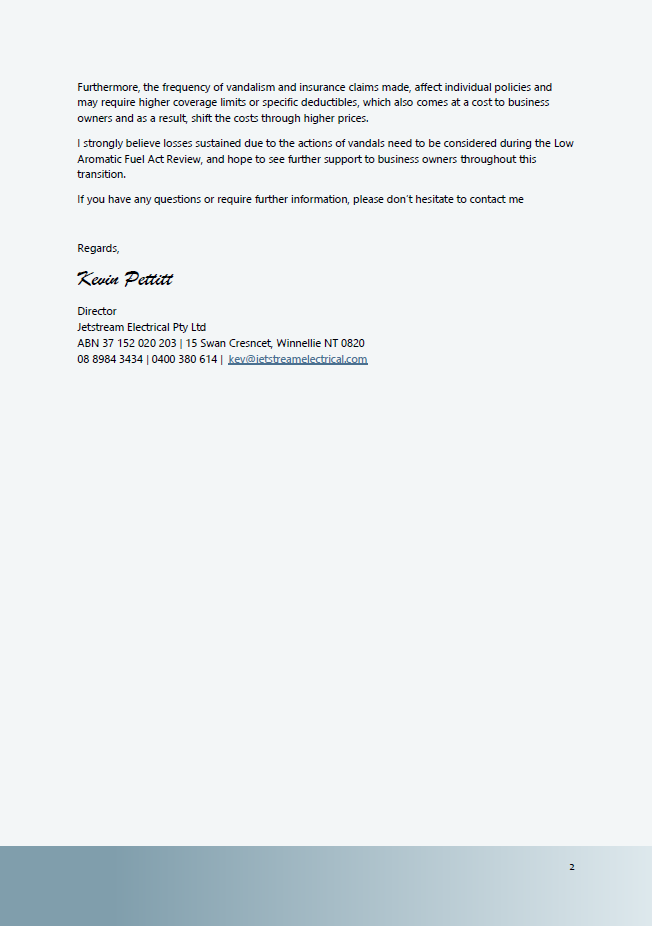 Furthermore, the frequency of vandalism and insurance claims made, affect individual policies and
may require higher coverage limits or specific deductibles, which also comes at a cost to business
owners and as a result, shift the costs through higher prices.
I strongly believe losses sustained due to the actions of vandals need to be considered during the Low
Aromatic Fuel Act Review, and hope to see further support to business owners throughout this
transition.
If you have any questions or require further information, please don't hesitate to contact me
Regards,
Kevin Pettitt
Director
Jetstream Electrical Pty Ltd
ABN 37 152 020 203 | 15 Swan Cresncet, Winnellie NT 0820
08 8984 3434 | 0400 380 614 | kev@jetstreamelectrical.com
2